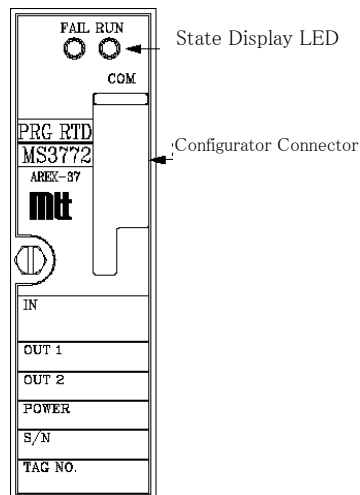 FAIL RUN
State Display LED
COM
PRG RTD
MS3772
Configurator Connector
AREX-37
mtt
IN
OUT 1
OUT 2
POWER
S/N
TAG NO.